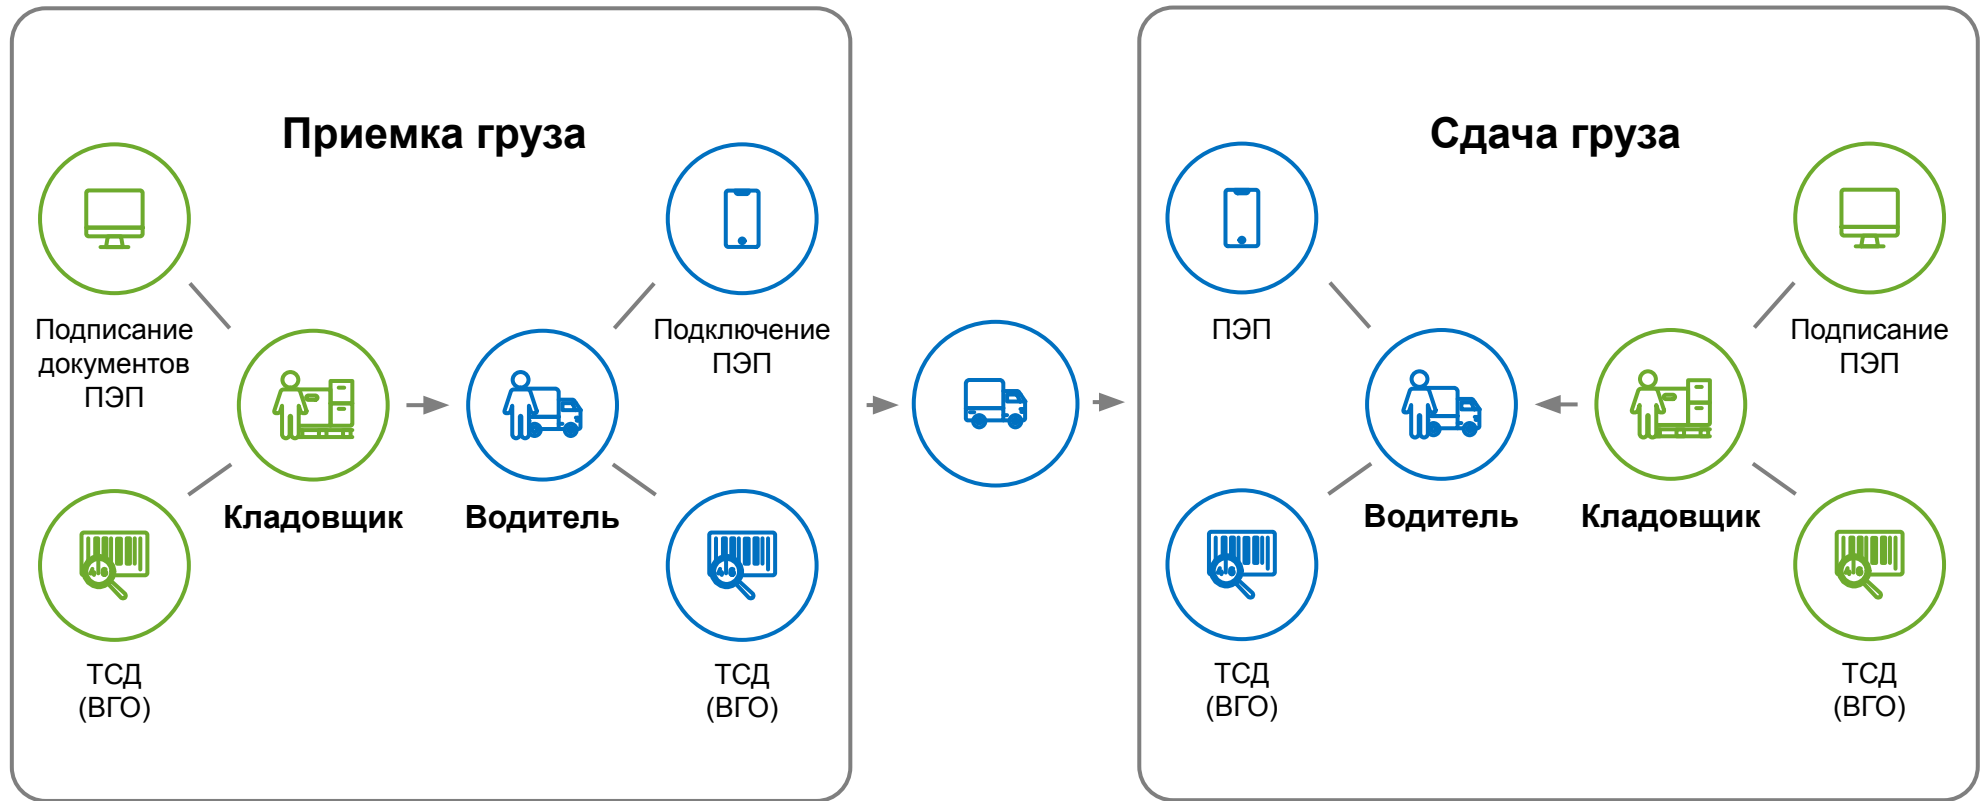 Приемка груза
Подписание
документов
ПЭП
Подключение
ПЭП
Кладовщик
Водитель
ТСД
(ВГО)
ТСД
(ВГО)
Сдача груза
ПЭП
Подписание
ПЭП
Водитель
Кладовщик
ТСД
(ВГО)
ТСД
(ВГО)